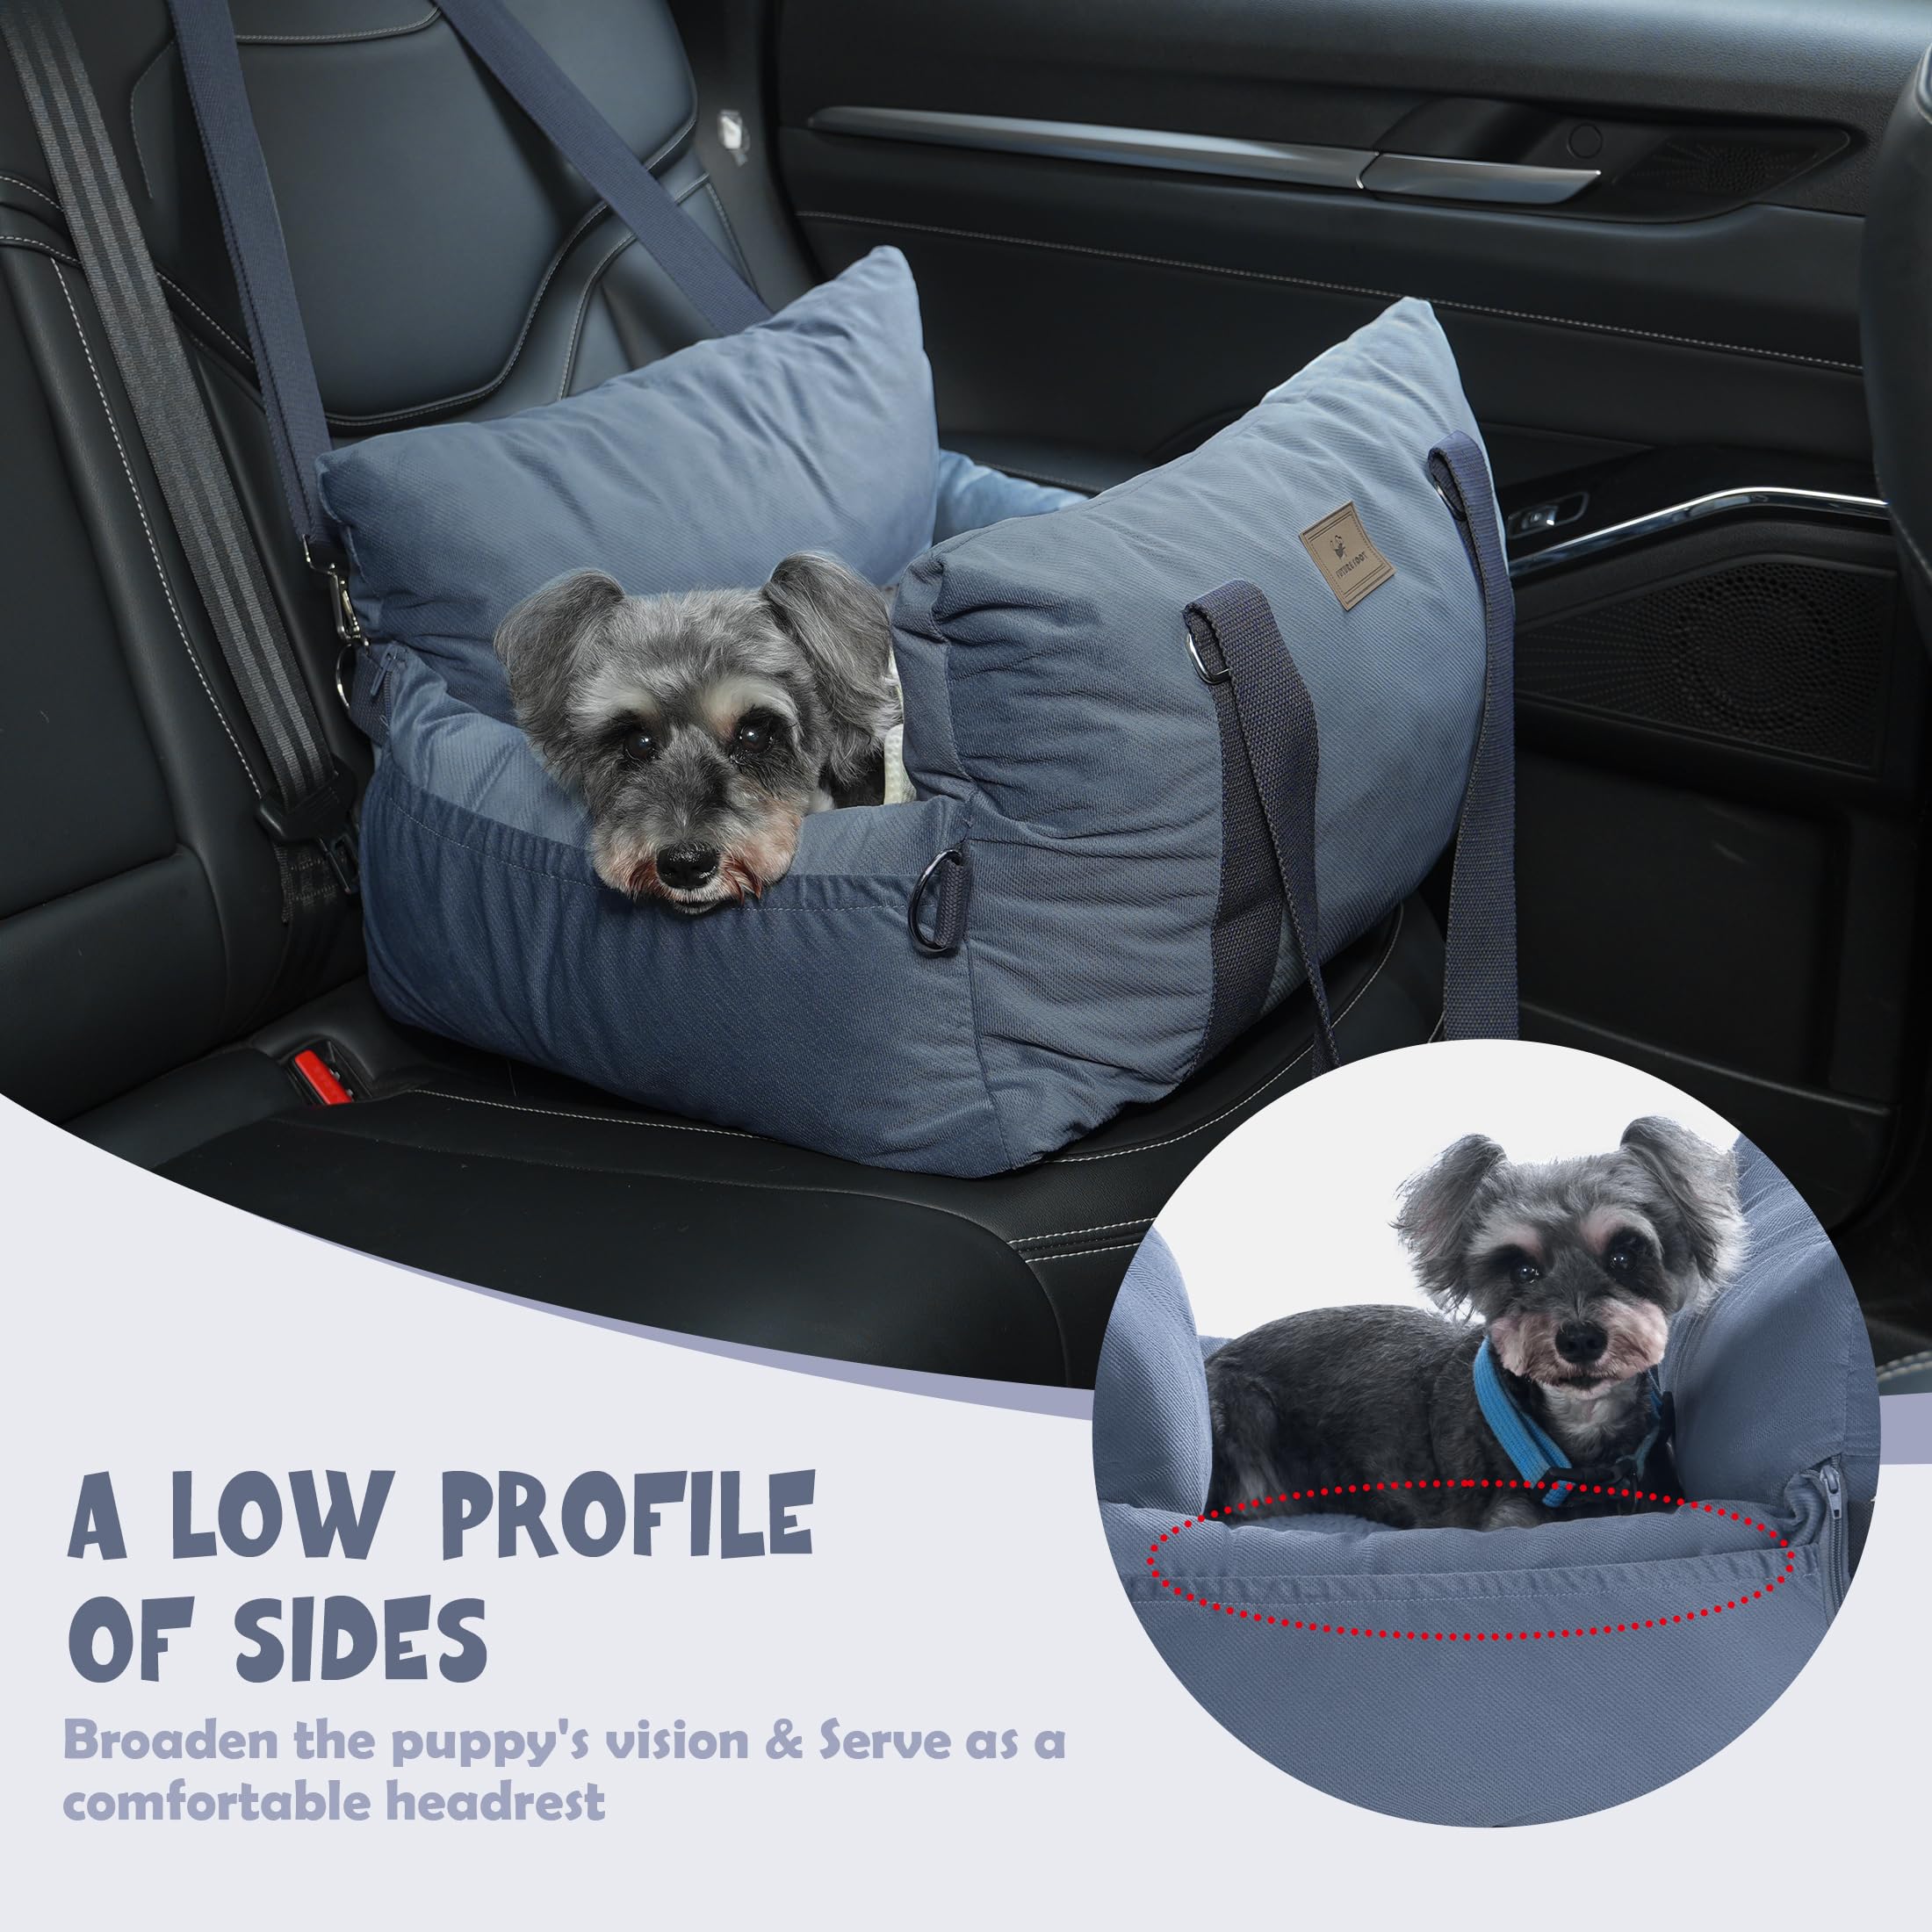 A LOW PROFILE
OF SIDES
Broaden the puppy's vision & Serve as a
comfortable headrest